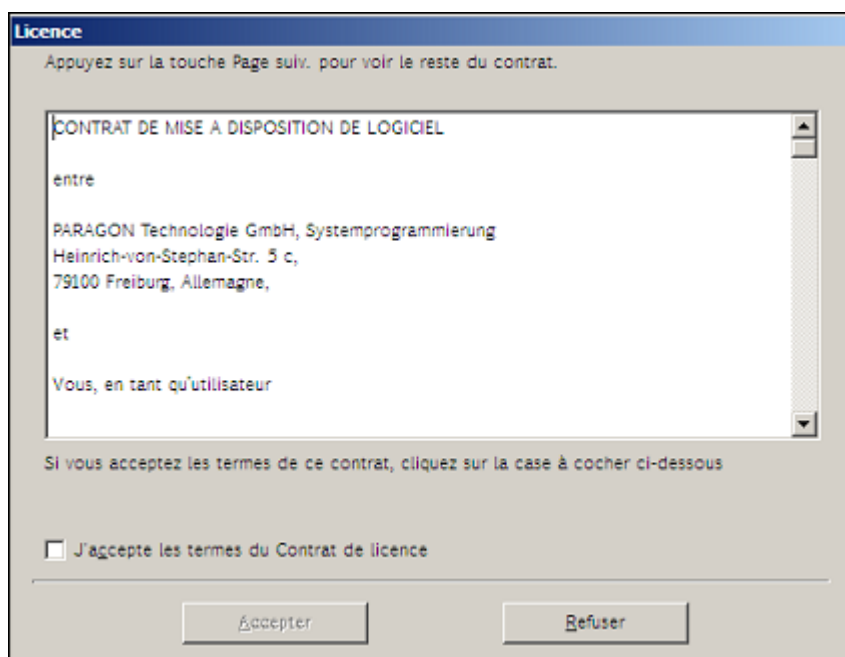 Licence
Appuyez sur la touche Page suiv. pour voir le reste du contrat.
CONTRAT DE MISE A DISPOSITION DE LOGICIEL
entre
PARAGON Technologie GmbH, Systemprogrammierung
Heinrich-von-Stephan-Str. 5 c,
79100 Freiburg, Allemagne,
et
Vous, en tant qu'utilisateur
Si vous acceptez les termes de ce contrat, cliquez sur la case à cocher ci-dessous
J'accepte les termes du Contrat de licence
Accepter
Refuser